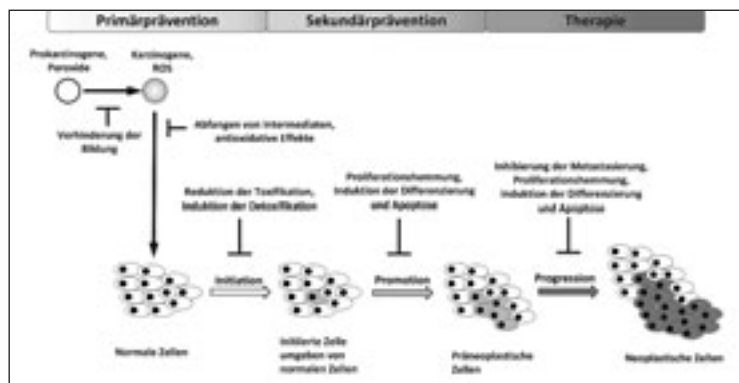 Primärprävention
Sekundärprävention
Therapie
Prokarzinogene,
Peroxide
Karzinogene,
ROS
Verhinderung der
Bildung
Abfangen von Intermediaten,
antioxidative Effekte
Reduktion der Toxifikation,
Induktion der Detoxifikation
Proliferationshemmung,
Induktion der Differenzierung
und Apoptose
Inhibierung der Metastasierung,
Proliferationshemmung,
Induktion der Differenzierung
und Apoptose
Initiation
Promotion
Progression
Normale Zellen
Initiierte Zelle
umgeben von
normalen Zellen
Präneoplastische
Zellen
Neoplastische Zellen